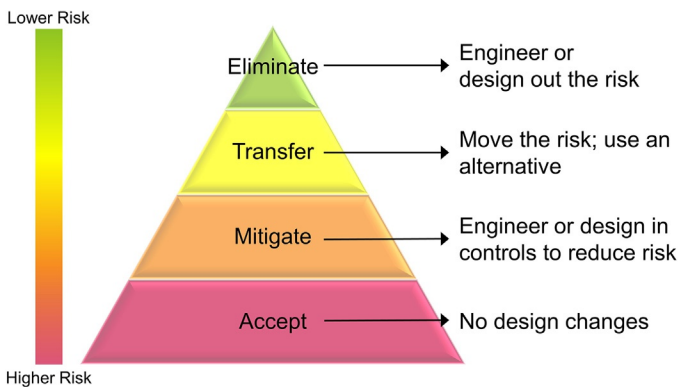 Lower Risk
Eliminate
Engineer or
design out the risk
Transfer
Move the risk; use an
alternative
Mitigate
Engineer or design in
controls to reduce risk
Accept
No design changes
Higher Risk